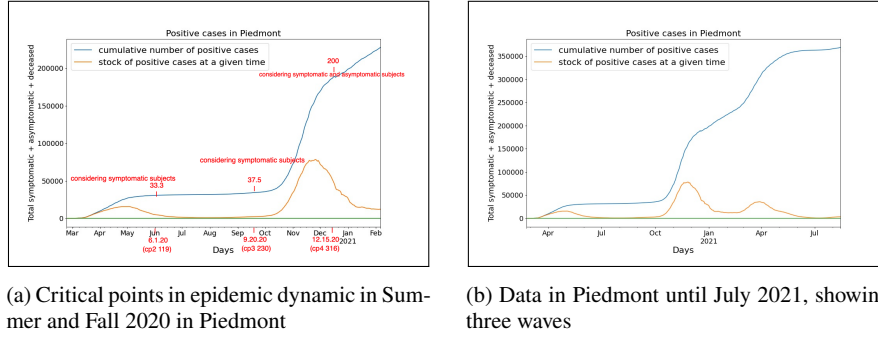 Positive cases in Piedmont
cumulative number of positive cases
stock of positive cases at a given time
Total symptomatic + asymptomatic + deceased
200000
150000
100000
50000
0
200
considering symptomatic and asymptomatic subjects
considering symptomatic subjects
37.5
considering symptomatic subjects
33.3
Mar Apr May Jun Jul Aug Sep Oct Nov Dec Jan Feb
2021
6.1.20
(cp2 119)
9.20.20
(cp3 230)
12.15.20
(cp4 316)
Days
(a) Critical points in epidemic dynamic in Sum-
mer and Fall 2020 in Piedmont
Positive cases in Piedmont
cumulative number of positive cases
stock of positive cases at a given time
Total symptomatic + asymptomatic + deceased
350000
300000
250000
200000
150000
100000
50000
0
Apr Jul Oct Jan Apr Jul
2021
Days
(b) Data in Piedmont until July 2021, showin
three waves